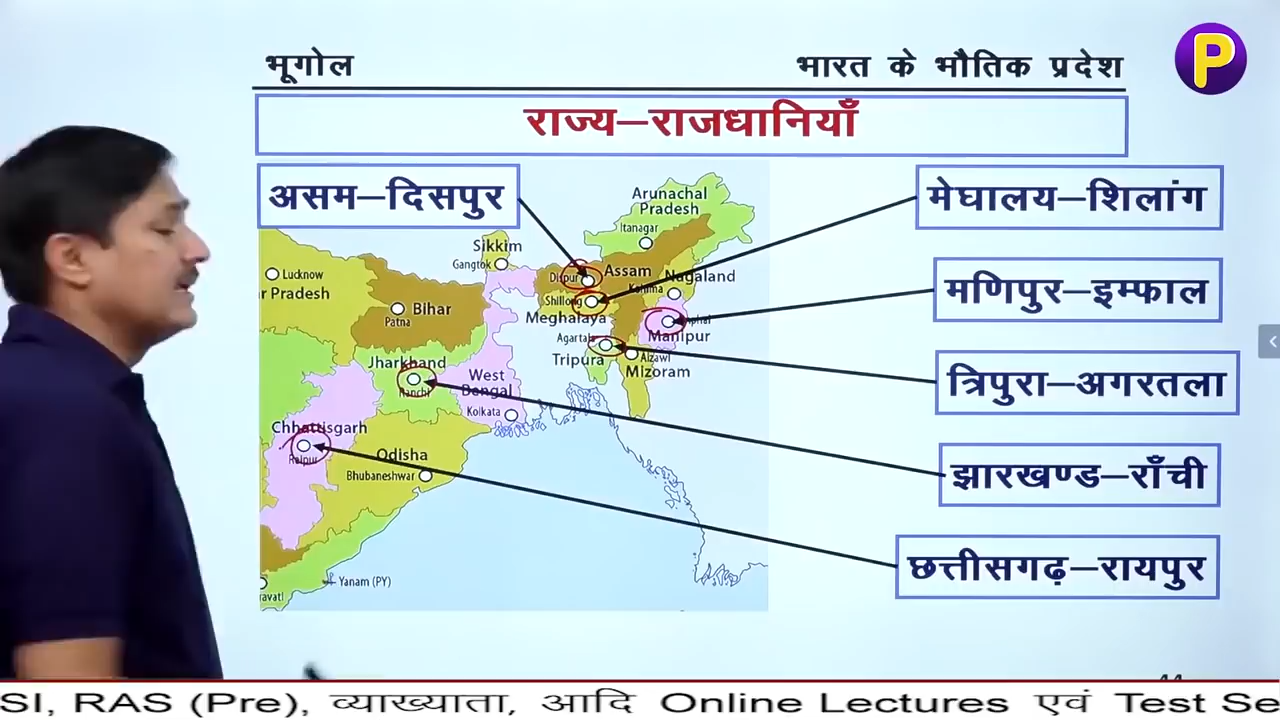 भूगोल
भारत के भौतिक प्रदेश
P
राज्य–राजधानियाँ
असम–दिसपुर
मेघालय–शिलांग
मणिपुर–इम्फाल
त्रिपुरा–अगरतला
झारखण्ड–राँची
छत्तीसगढ़–रायपुर
Arunachal
Pradesh
Itanagar
Sikkim
Gangtok
Dispur
Assam
Nagaland
Kohima
Lucknow
r Pradesh
Shillong
Bihar
Patna
Meghalaya
Manipur
Agartala
Tripura
Aizawl
Mizoram
Jharkhand
Ranchi
West
Bengal
Kolkata
Chhattisgarh
Raipur
Odisha
Bhubaneshwar
Yanam (PY)
ravati
SI, RAS (Pre), व्याख्याता, आदि Online Lectures एवं Test Se